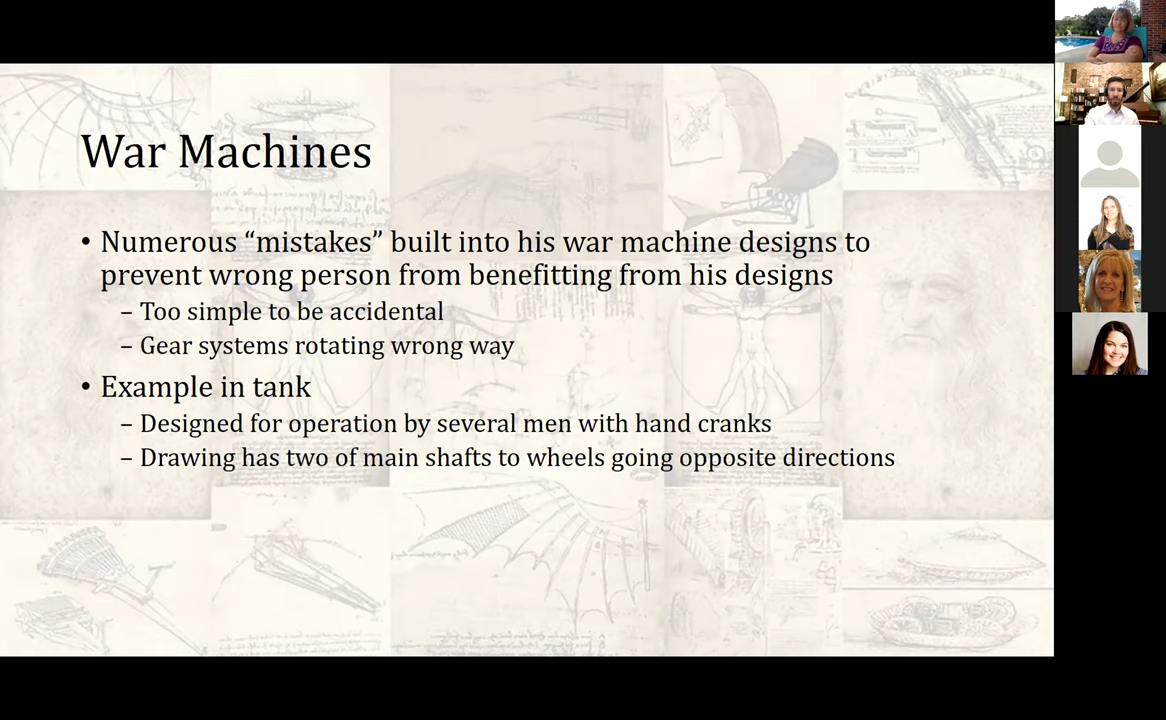 War Machines
• Numerous “mistakes” built into his war machine designs to
prevent wrong person from benefitting from his designs
– Too simple to be accidental
– Gear systems rotating wrong way
• Example in tank
– Designed for operation by several men with hand cranks
– Drawing has two of main shafts to wheels going opposite directions